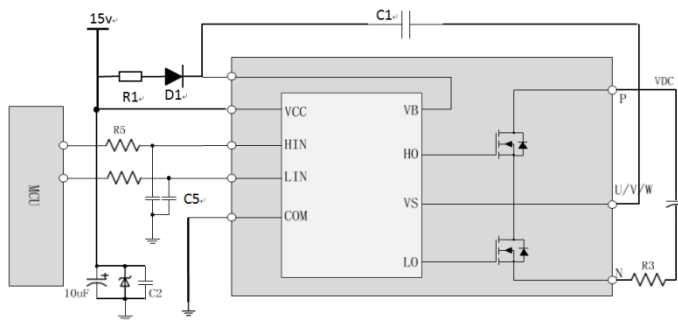 15v
C1
R1 D1
VDC
P
VCC VB
R5
HIN
HO
MCU
LIN
C5
U/V/W
VS
COM
LO
N R3
10uF C2